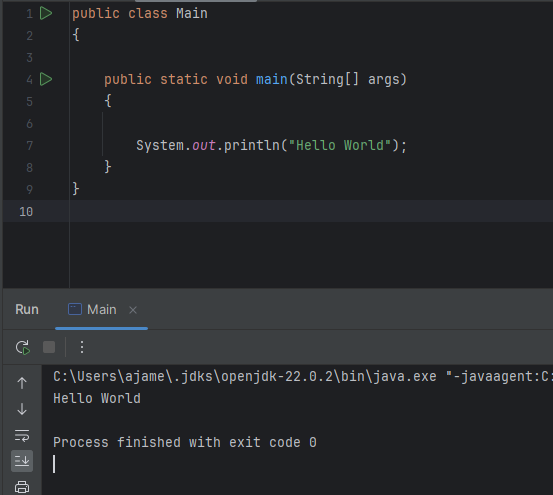 1 public class Main
2 {
3
4 public static void main(String[] args)
5 {
6
7 System.out.println("Hello World");
8 }
9 }
10
Run Main
C:\Users\ajame\.jdks\openjdk-22.0.2\bin\java.exe "-javaagent:C:
Hello World
Process finished with exit code 0